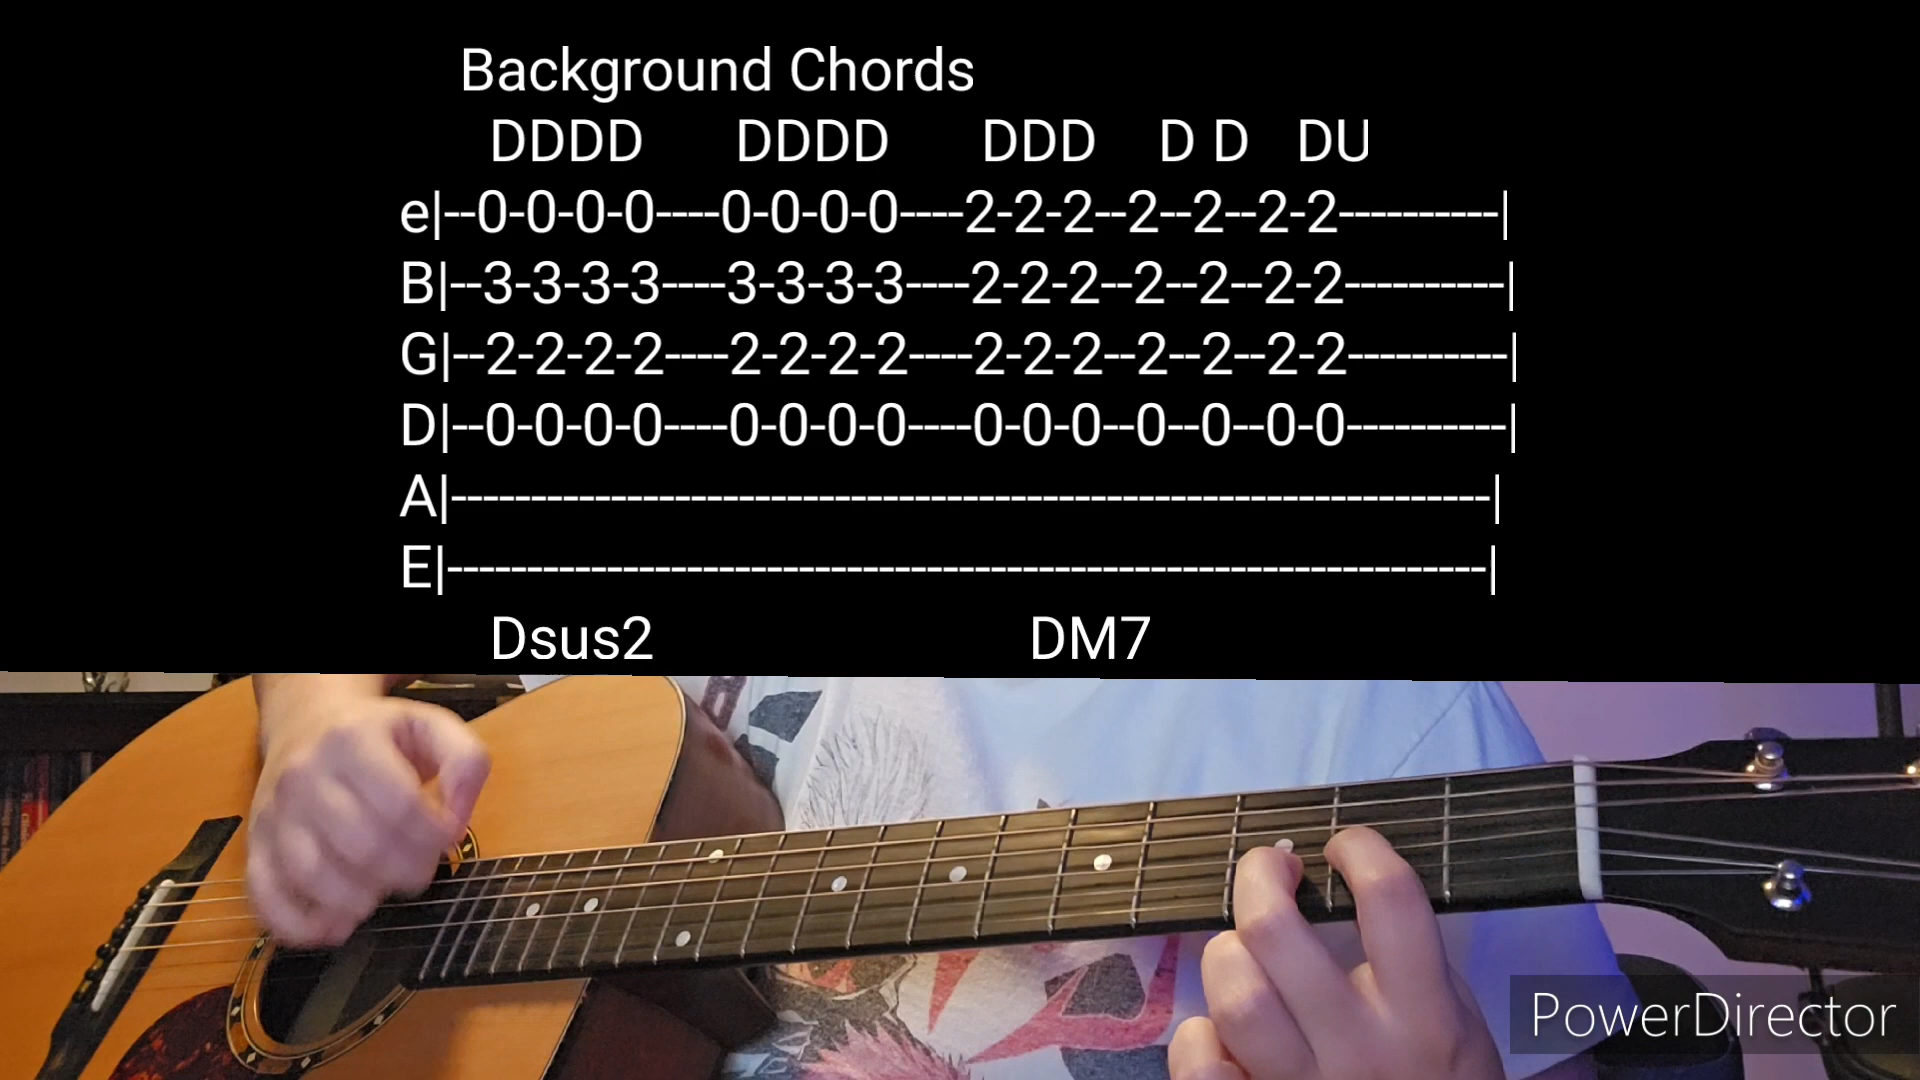 Background Chords
DDDD DDDD DDD D D DU
e|--0-0-0-0----0-0-0-0----2-2-2--2--2--2-2----------|
B|--3-3-3-3----3-3-3-3----2-2-2--2--2--2-2----------|
G|--2-2-2-2----2-2-2-2----2-2-2--2--2--2-2----------|
D|--0-0-0-0----0-0-0-0----0-0-0--0--0--0-0----------|
A|-----------------------------------------------------------------|
E|-----------------------------------------------------------------|
Dsus2 DM7
PowerDirector